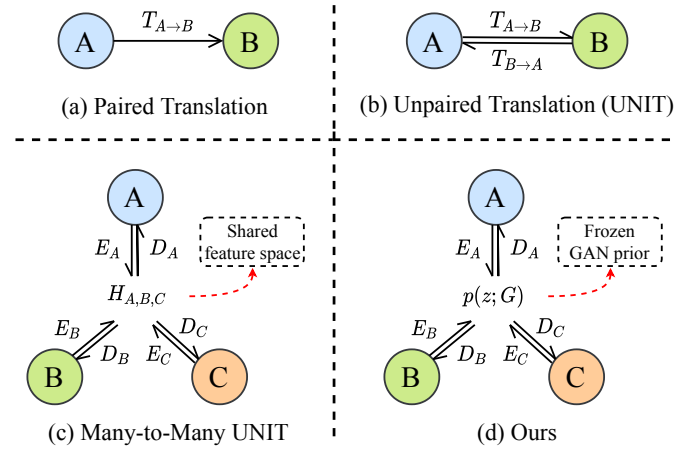 A
T_{A→B}
B
(a) Paired Translation
A
T_{A→B}
T_{B→A}
B
(b) Unpaired Translation (UNIT)
A
E_A
D_A
Shared
feature space
H_{A,B,C}
E_B
D_B
D_C
E_C
B
C
(c) Many-to-Many UNIT
A
E_A
D_A
Frozen
GAN prior
p(z; G)
E_B
D_B
D_C
E_C
B
C
(d) Ours